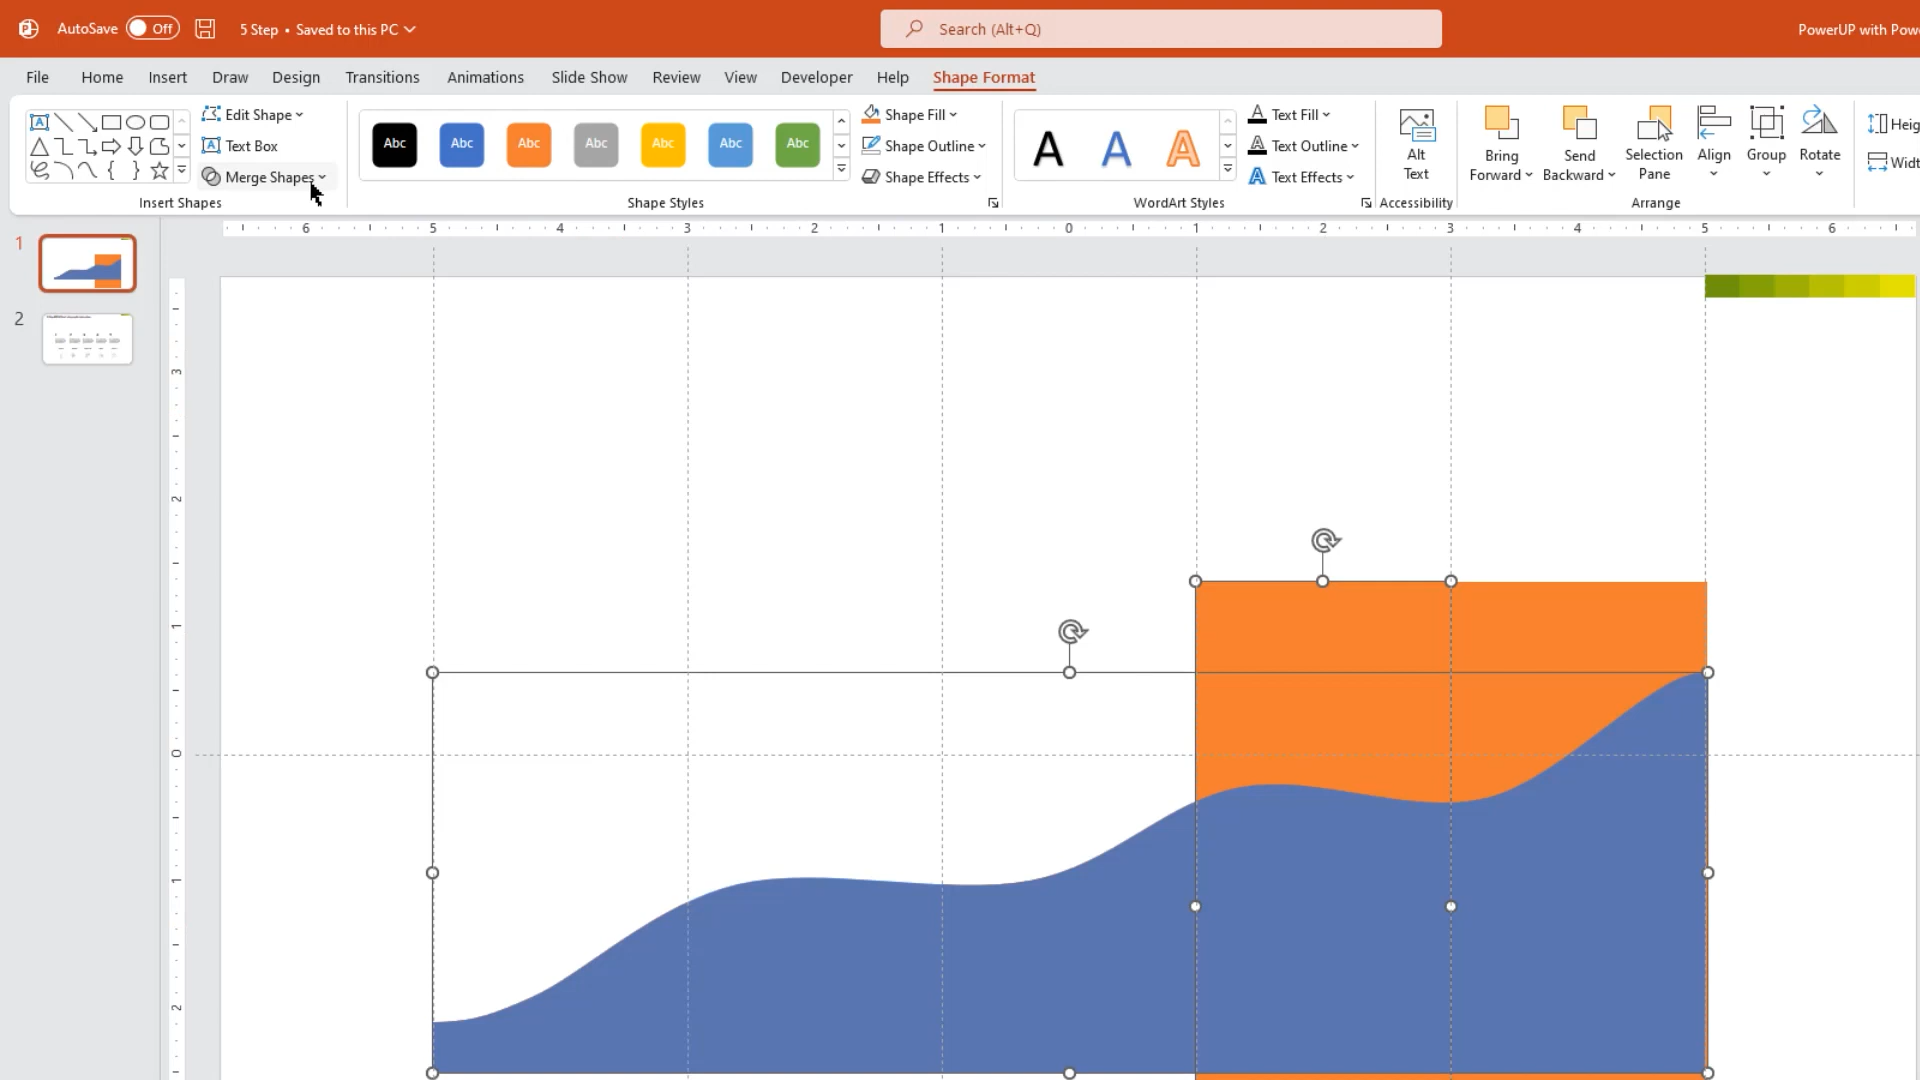 AutoSave Off 5 Step • Saved to this PC Search (Alt+Q) PowerUP with Powe
File Home Insert Draw Design Transitions Animations Slide Show Review View Developer Help Shape Format
Edit Shape
Text Box
Merge Shapes
Insert Shapes
Abc Abc Abc Abc Abc Abc Abc
Shape Fill
Shape Outline
Shape Effects
Shape Styles
A A A
Text Fill
Text Outline
Text Effects
WordArt Styles
Alt
Text
Accessibility
Bring
Forward
Send
Backward
Selection
Pane
Align
Group
Rotate
Arrange
Heig
Widt
6 5 4 3 2 1 0 1 2 3 4 5 6
1
2
3
2
1
0
1
2